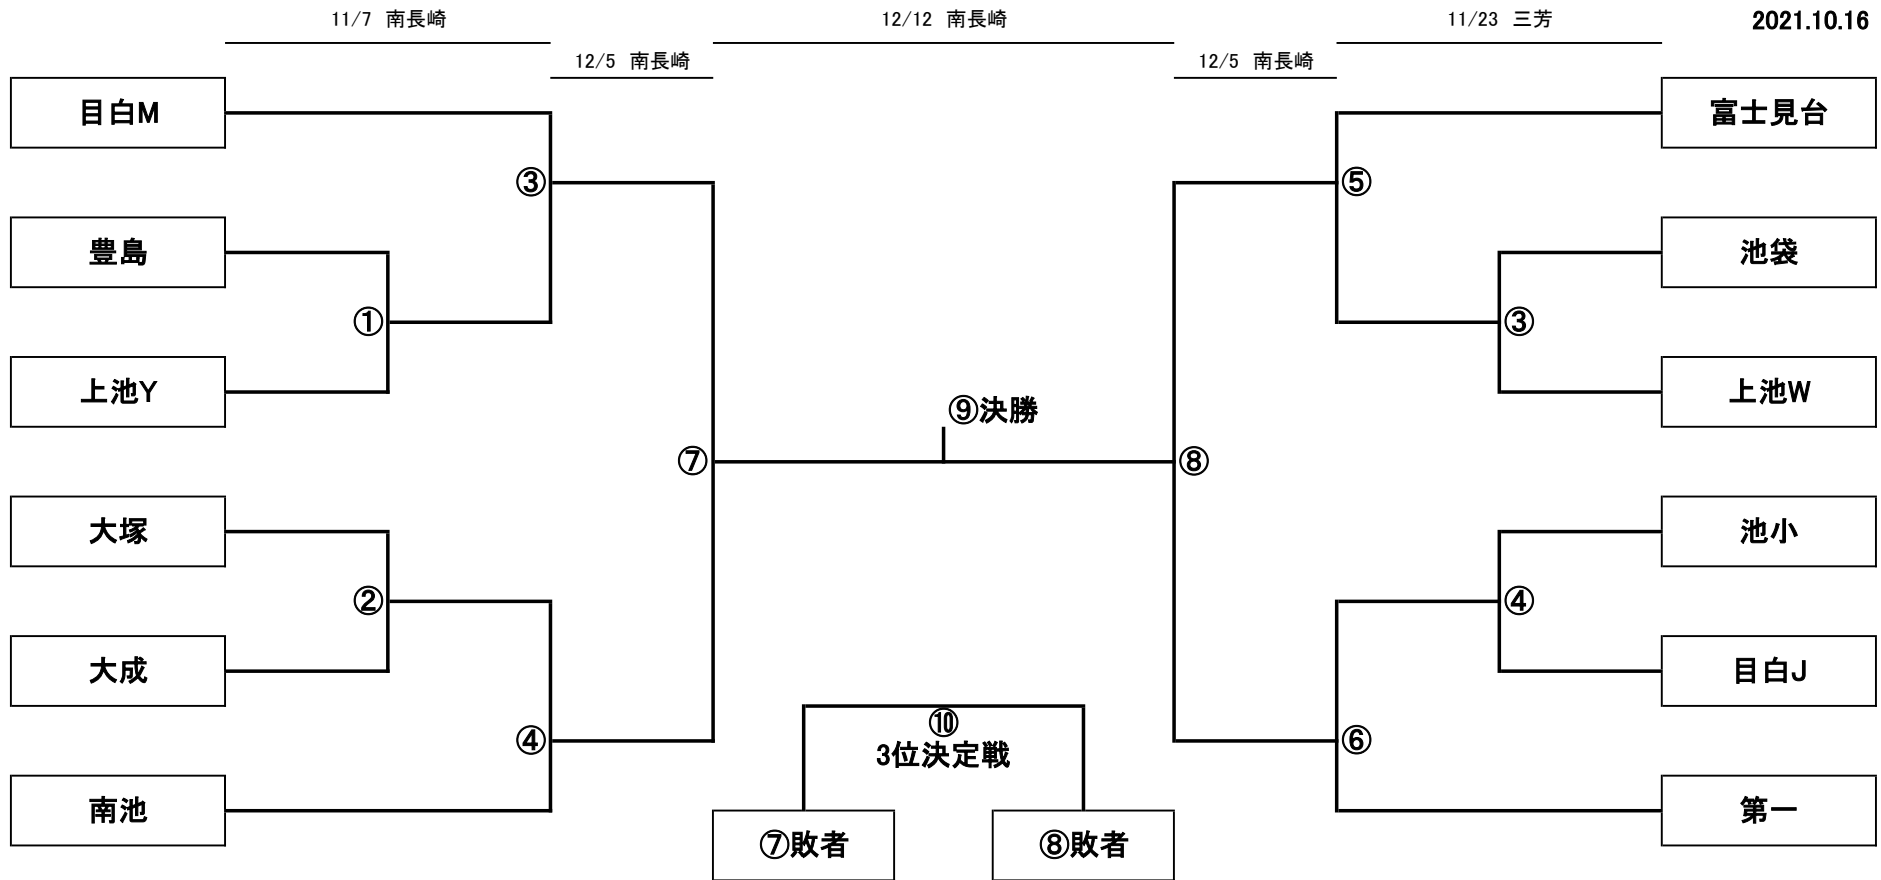 11/7 南長崎
12/12 南長崎
11/23 三芳
2021.10.16
12/5 南長崎
12/5 南長崎
目白M
富士見台
③
⑤
豊島
池袋
①
③
上池Y
上池W
⑨決勝
⑦
⑧
大塚
池小
②
④
大成
目白J
⑩
3位決定戦
④
⑥
南池
第一
⑦敗者
⑧敗者